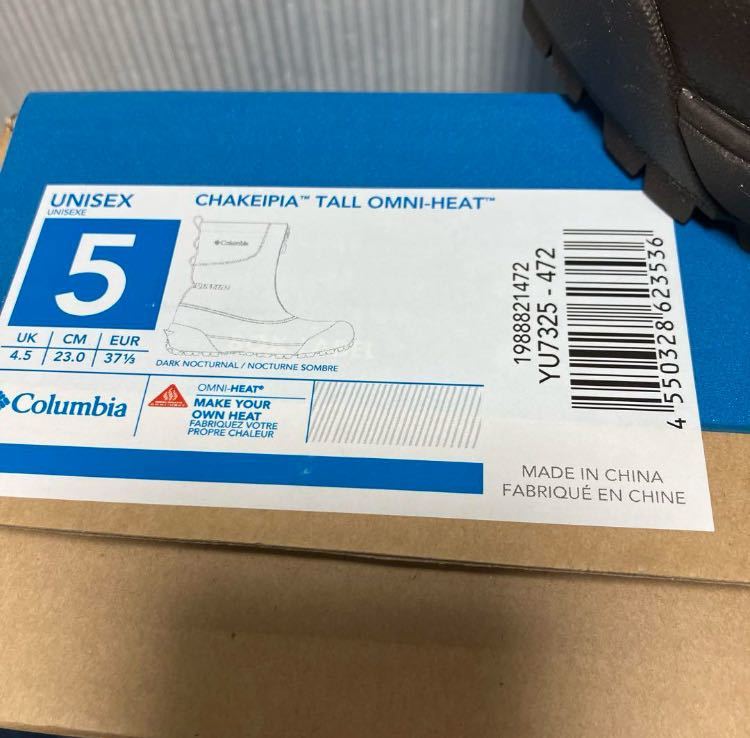 UNISEX
UNISEXE
CHAKEIPIA™ TALL OMNI-HEAT™
5
Columbia
UK CM EUR
4.5 23.0 37⅓
DARK NOCTURNAL / NOCTURNE SOMBRE
Columbia
OMNI-HEAT®
MAKE YOUR
OWN HEAT
FABRIQUEZ VOTRE
PROPRE CHALEUR
1988821472
YU7325 - 472
4 550328 623536
MADE IN CHINA
FABRIQUÉ EN CHINE